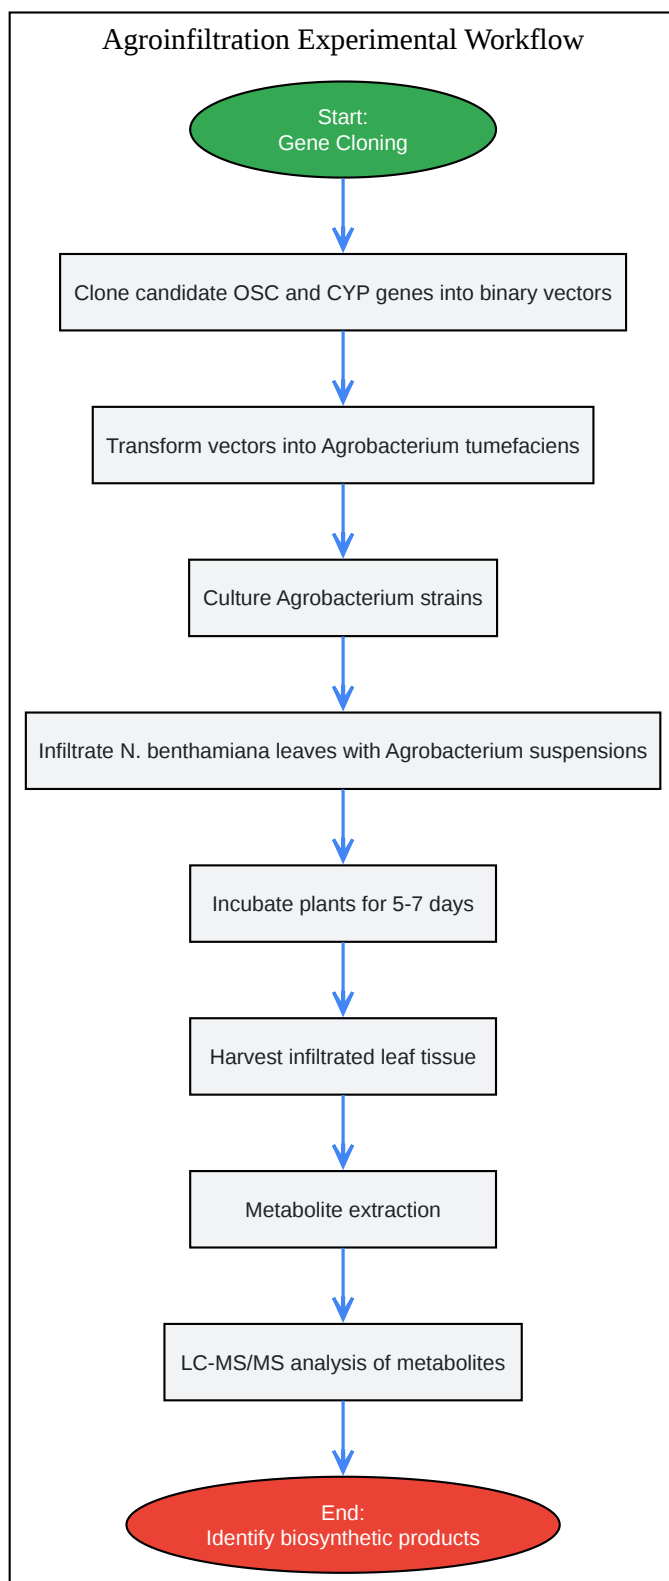 Agroinfiltration Experimental Workflow
Start:
Gene Cloning
Clone candidate OSC and CYP genes into binary vectors
Transform vectors into Agrobacterium tumefaciens
Culture Agrobacterium strains
Infiltrate N. benthamiana leaves with Agrobacterium suspensions
Incubate plants for 5-7 days
Harvest infiltrated leaf tissue
Metabolite extraction
LC-MS/MS analysis of metabolites
End:
Identify biosynthetic products